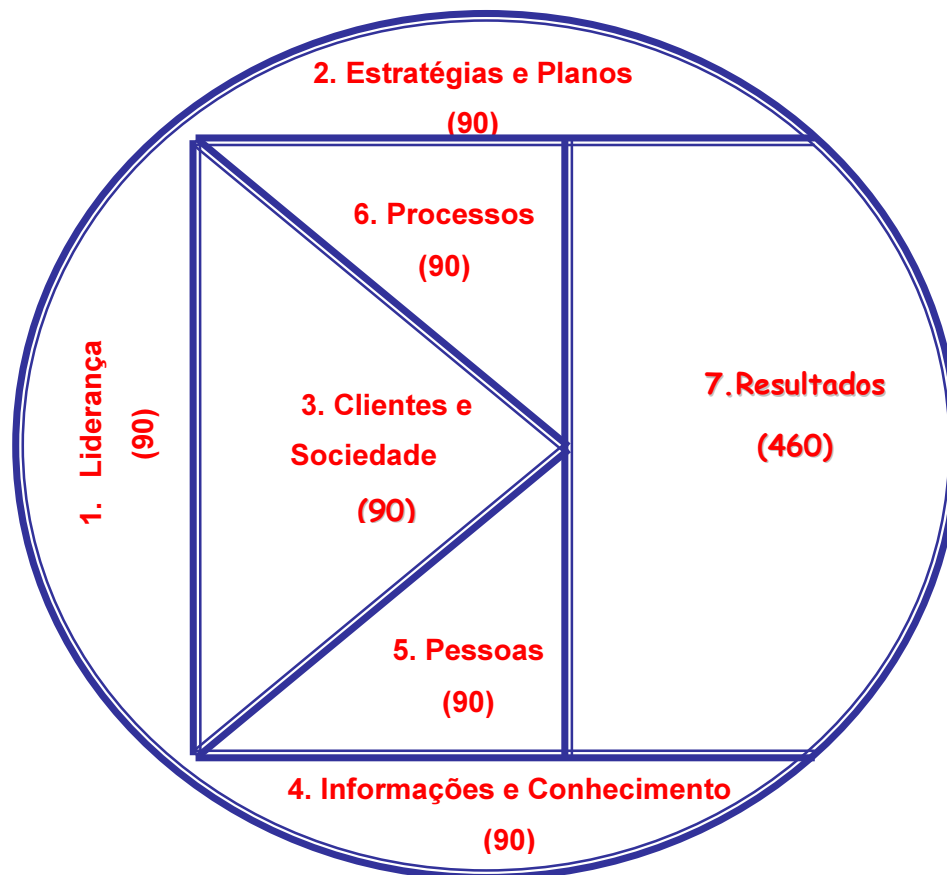 2. Estratégias e Planos
(90)
6. Processos
(90)
1. Liderança
(90)
3. Clientes e
Sociedade
(90)
7.Resultados
(460)
5. Pessoas
(90)
4. Informações e Conhecimento
(90)